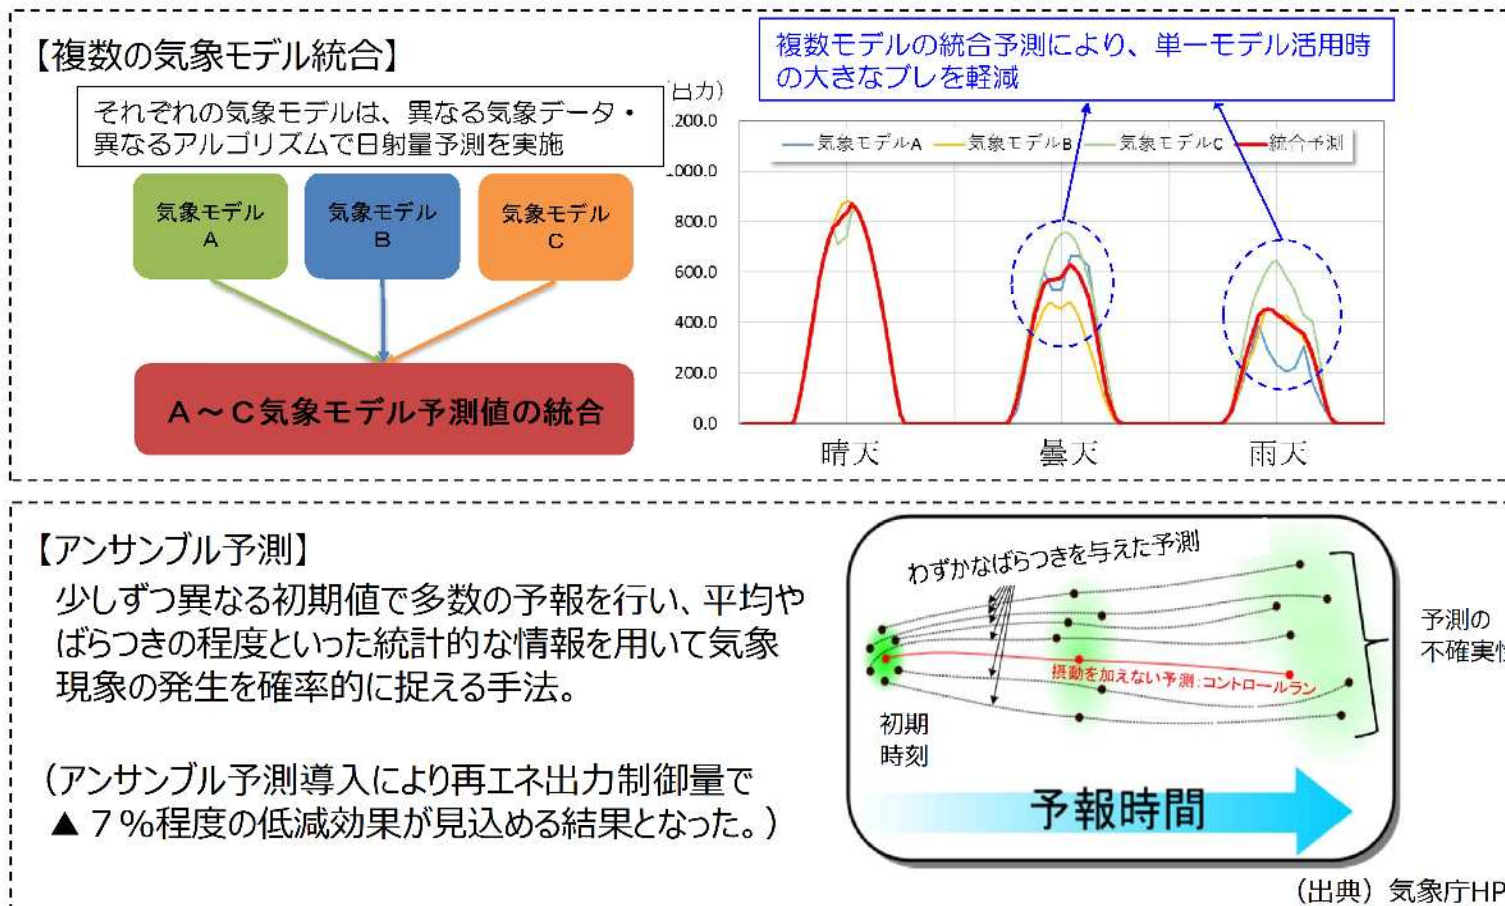 【複数の気象モデル統合】
それぞれの気象モデルは、異なる気象データ・
異なるアルゴリズムで日射量予測を実施
気象モデル
A
気象モデル
B
気象モデル
C
A~C気象モデル予測値の統合
複数モデルの統合予測により、単一モデル活用時
の大きなブレを軽減
出力)
気象モデルA 気象モデルB 気象モデルC 統合予測
200.0
000.0
800.0
600.0
400.0
200.0
0.0
晴天 曇天 雨天
【アンサンブル予測】
少しずつ異なる初期値で多数の予報を行い、平均や
ばらつきの程度といった統計的な情報を用いて気象
現象の発生を確率的に捉える手法。
(アンサンブル予測導入により再エネ出力制御量で
▲7%程度の低減効果が見込める結果となった。)
わずかなばらつきを与えた予測
摂動を加えない予測:コントロールラン
初期
時刻
予報時間
予測の
不確実性
(出典)気象庁HP